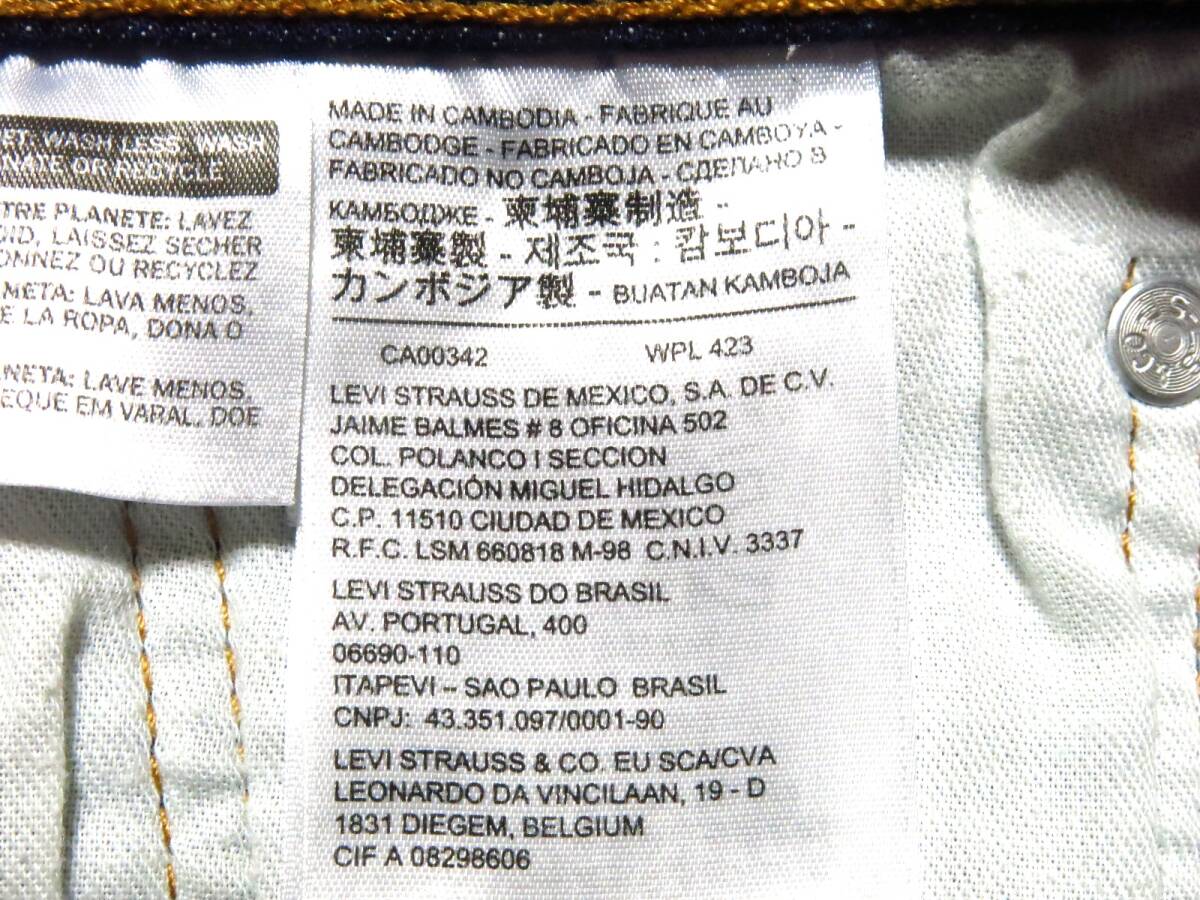 WASH LESS, WASH
OR RECYCLE
TRE PLANETE: LAVEZ
LAISSEZ SECHER
ONNEZ OU RECYCLEZ
NETA: LAVA MENOS,
E LA ROPA, DONA O
NETA: LAVE MENOS,
EQUE EM VARAL, DOE
MADE IN CAMBODIA - FABRIQUE AU
CAMBODGE - FABRICADO EN CAMBOYA -
FABRICADO NO CAMBOJA - СДЕЛАНО В
КАМБОДЖЕ - 柬埔寨制造 -
柬埔寨製 - 제조국 : 캄보디아 -
カンボジア製 - BUATAN KAMBOJA
CA00342 WPL 423
LEVI STRAUSS DE MEXICO, S.A. DE C.V.
JAIME BALMES # 8 OFICINA 502
COL. POLANCO I SECCION
DELEGACIÓN MIGUEL HIDALGO
C.P. 11510 CIUDAD DE MEXICO
R.F.C. LSM 660818 M-98 C.N.I.V. 3337
LEVI STRAUSS DO BRASIL
AV. PORTUGAL, 400
06690-110
ITAPEVI – SAO PAULO BRASIL
CNPJ: 43.351.097/0001-90
LEVI STRAUSS & CO. EU SCA/CVA
LEONARDO DA VINCILAAN, 19 - D
1831 DIEGEM, BELGIUM
CIF A 08298606